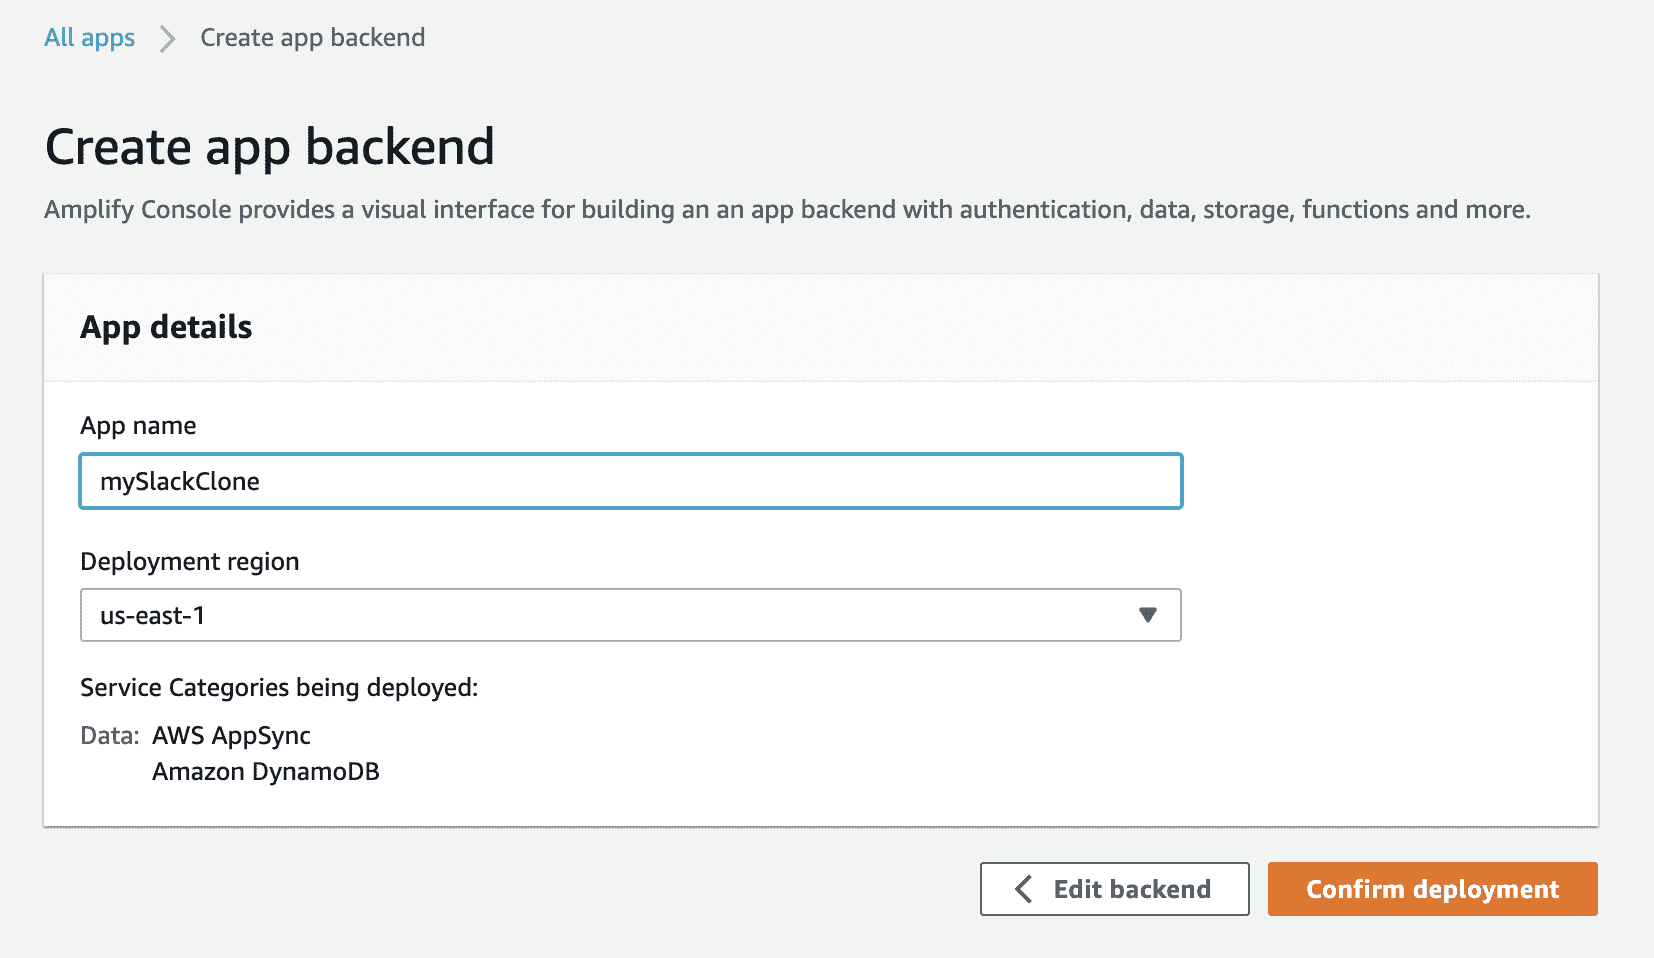 All apps
Create app backend
Create app backend
Amplify Console provides a visual interface for building an an app backend with authentication, data, storage, functions and more.
App details
App name
mySlackClone
Deployment region
us-east-1
Service Categories being deployed:
Data: AWS AppSync
Amazon DynamoDB
Edit backend
Confirm deployment